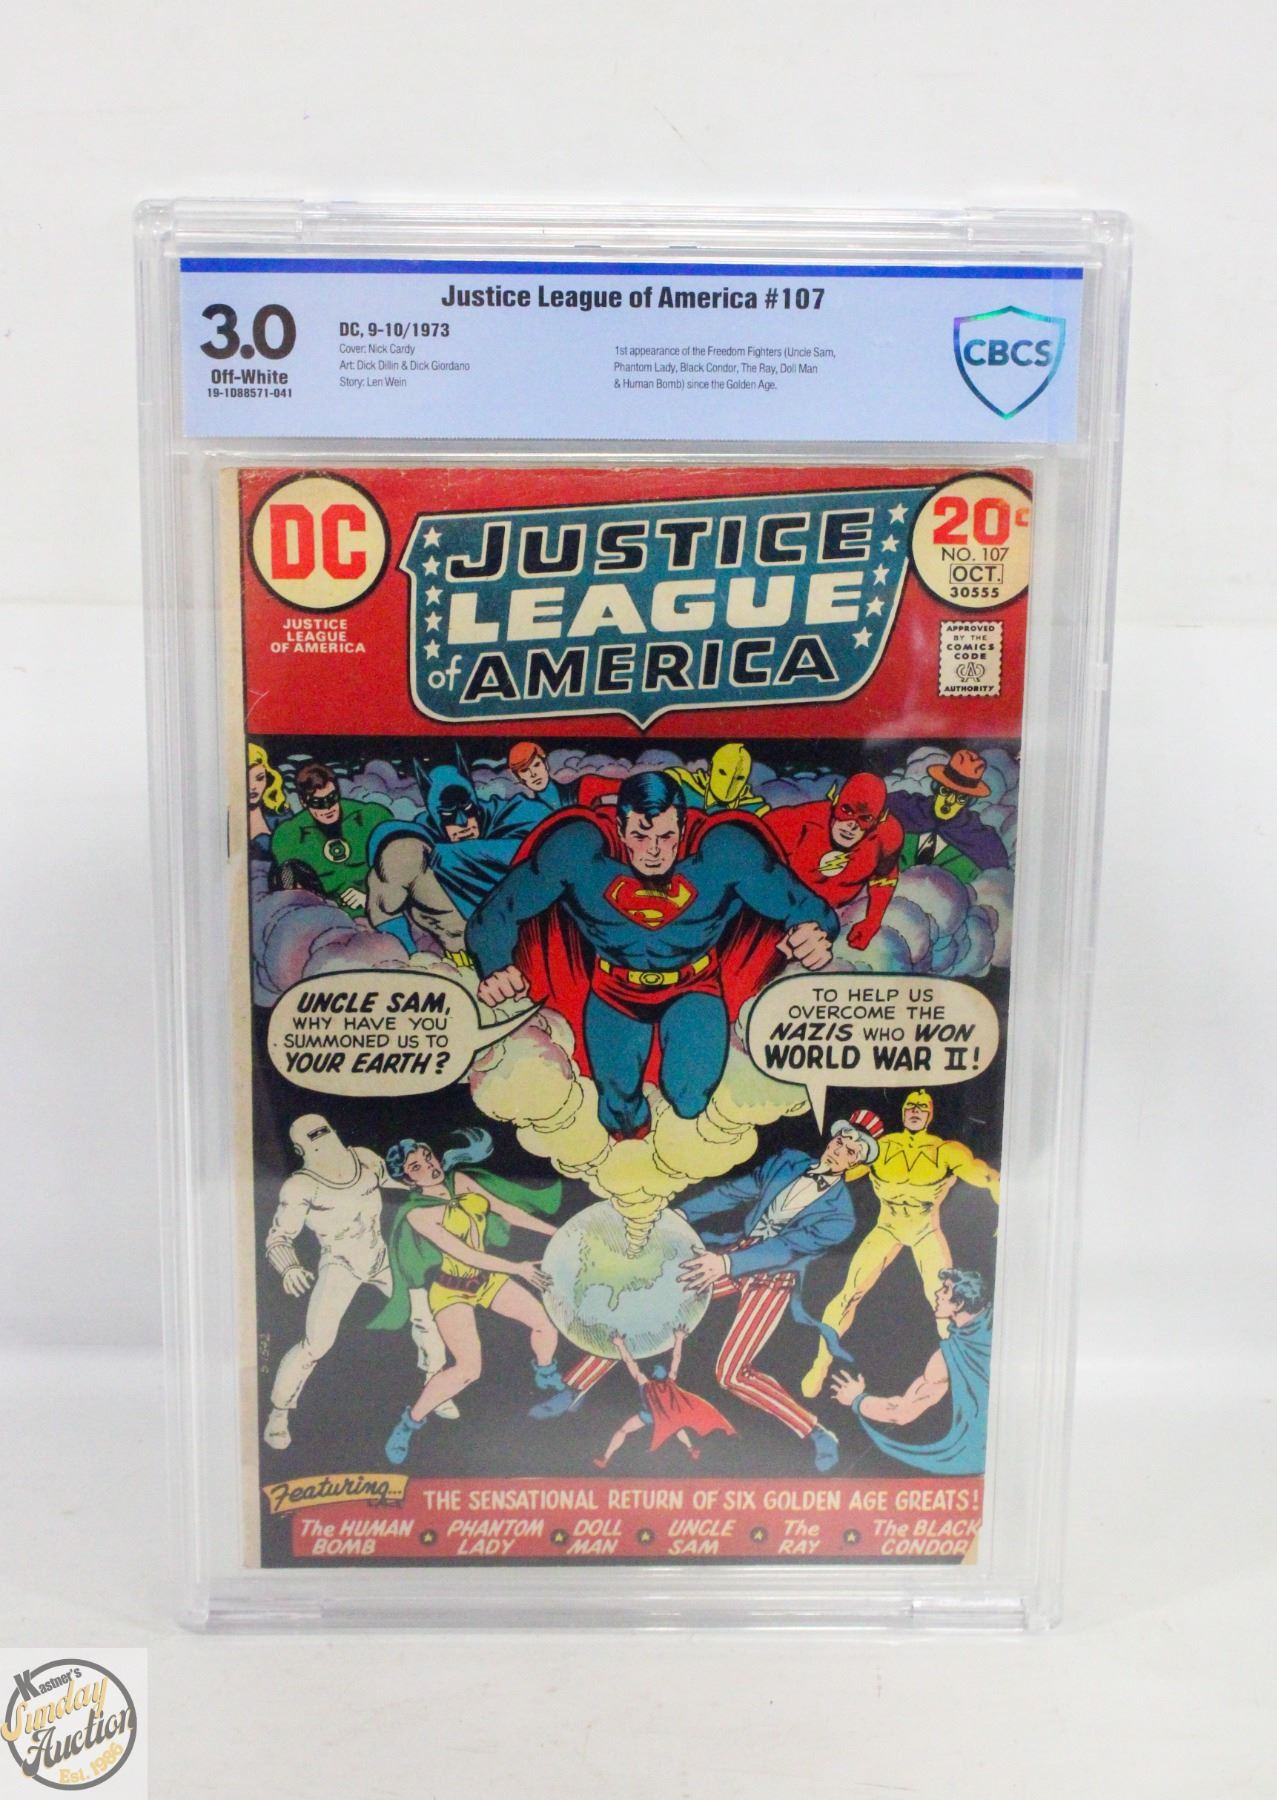 Justice League of America #107
3.0
Off-White
19-1D88571-041
DC, 9-10/1973
Cover: Nick Cardy
Art: Dick Dillin & Dick Giordano
Story: Len Wein
1st appearance of the Freedom Fighters (Uncle Sam,
Phantom Lady, Black Condor, The Ray, Doll Man
& Human Bomb) since the Golden Age.
CBCS
DC
JUSTICE
LEAGUE
OF AMERICA
JUSTICE
LEAGUE
of AMERICA
20¢
NO. 107
OCT.
30555
APPROVED
BY THE
COMICS
CODE
CA
AUTHORITY
UNCLE SAM,
WHY HAVE YOU
SUMMONED US TO
YOUR EARTH?
TO HELP US
OVERCOME THE
NAZIS WHO WON
WORLD WAR II!
Featuring...
THE SENSATIONAL RETURN OF SIX GOLDEN AGE GREATS!
The HUMAN BOMB ★ PHANTOM LADY ★ DOLL MAN ★ UNCLE SAM ★ The RAY ★ The BLACK CONDOR
Kastner's
Sunday
Auction
Est. 1986